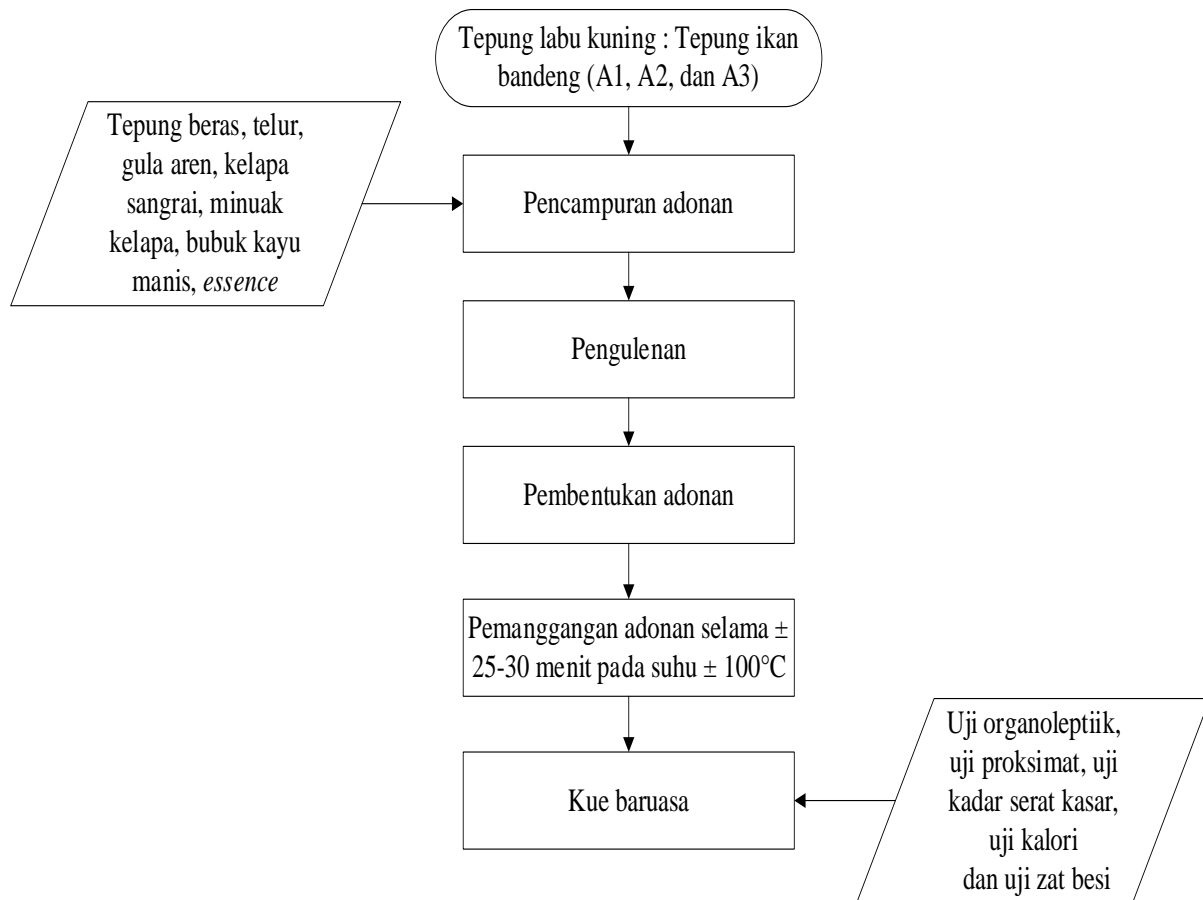 Tepung labu kuning : Tepung ikan
bandeng (A1, A2, dan A3)
Tepung beras, telur,
gula aren, kelapa
sangrai, minuak
kelapa, bubuk kayu
manis, essence
Pencampuran adonan
Pengulenan
Pembentukan adonan
Pemanggangan adonan selama ±
25-30 menit pada suhu ± 100°C
Kue baruasa
Uji organoleptiik,
uji proksimat, uji
kadar serat kasar,
uji kalori
dan uji zat besi